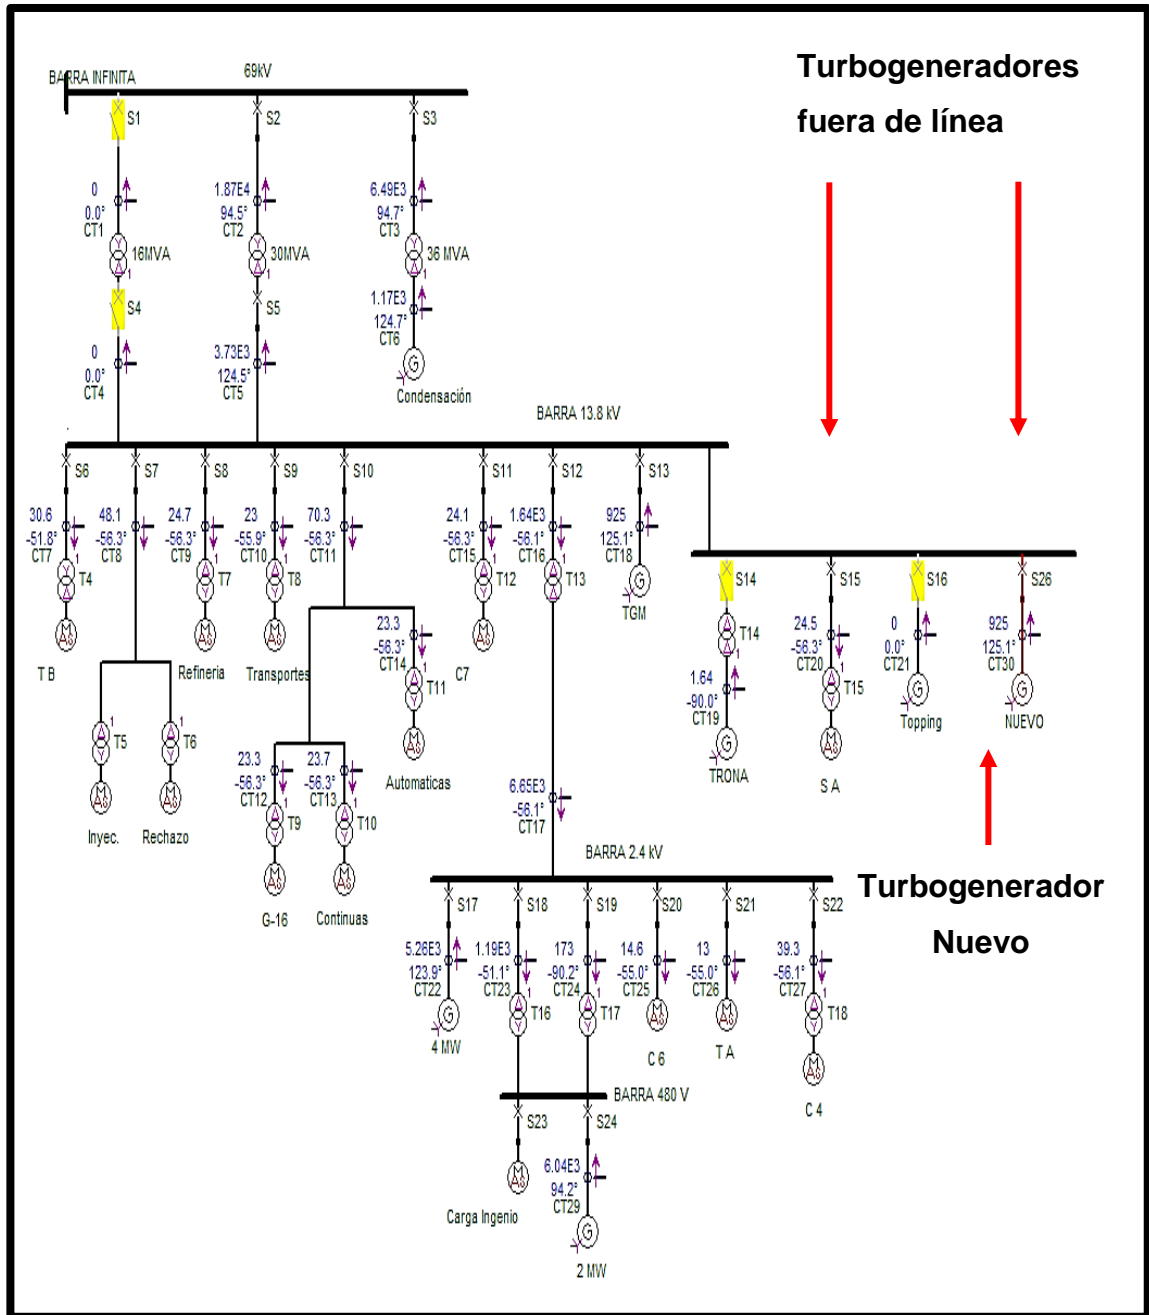 Turbogeneradores
fuera de línea
BARRA INFINITA
69kV
S1
S2
S3
0
0.0°
CT1
1.87E4
94.5°
CT2
6.49E3
94.7°
CT3
16MVA
1
30MVA
1
36 MVA
1
S4
S5
1.17E3
124.7°
CT6
0
0.0°
CT4
3.73E3
124.5°
CT5
G
Condensación
BARRA 13.8 kV
S6
S7
S8
S9
S10
S11
S12
S13
30.6
-51.8°
CT7
48.1
-56.3°
CT8
24.7
-56.3°
CT9
23
-55.9°
CT10
70.3
-56.3°
CT11
24.1
-56.3°
CT15
1.64E3
-56.1°
CT16
925
125.1°
CT18
T4
T7
T8
T12
T13
G
TGM
T B
Refineria
Transportes
C7
S14
S15
S16
S26
T14
1.64
-90.0°
CT19
G
TRONA
24.5
-56.3°
CT20
T15
S A
0
0.0°
CT21
G
Topping
925
125.1°
CT30
G
NUEVO
23.3
-56.3°
CT14
T11
Automaticas
T5
T6
Inyec.
Rechazo
23.3
-56.3°
CT12
T9
G-16
23.7
-56.3°
CT13
T10
Continuas
6.65E3
-56.1°
CT17
BARRA 2.4 kV
Turbogenerador
Nuevo
S17
S18
S19
S20
S21
S22
5.26E3
123.9°
CT22
1.19E3
-51.1°
CT23
173
-90.2°
CT24
14.6
-55.0°
CT25
13
-55.0°
CT26
39.3
-56.1°
CT27
G
4 MW
T16
T17
C 6
T A
T18
C 4
BARRA 480 V
S23
S24
6.04E3
94.2°
CT29
Carga Ingenio
G
2 MW